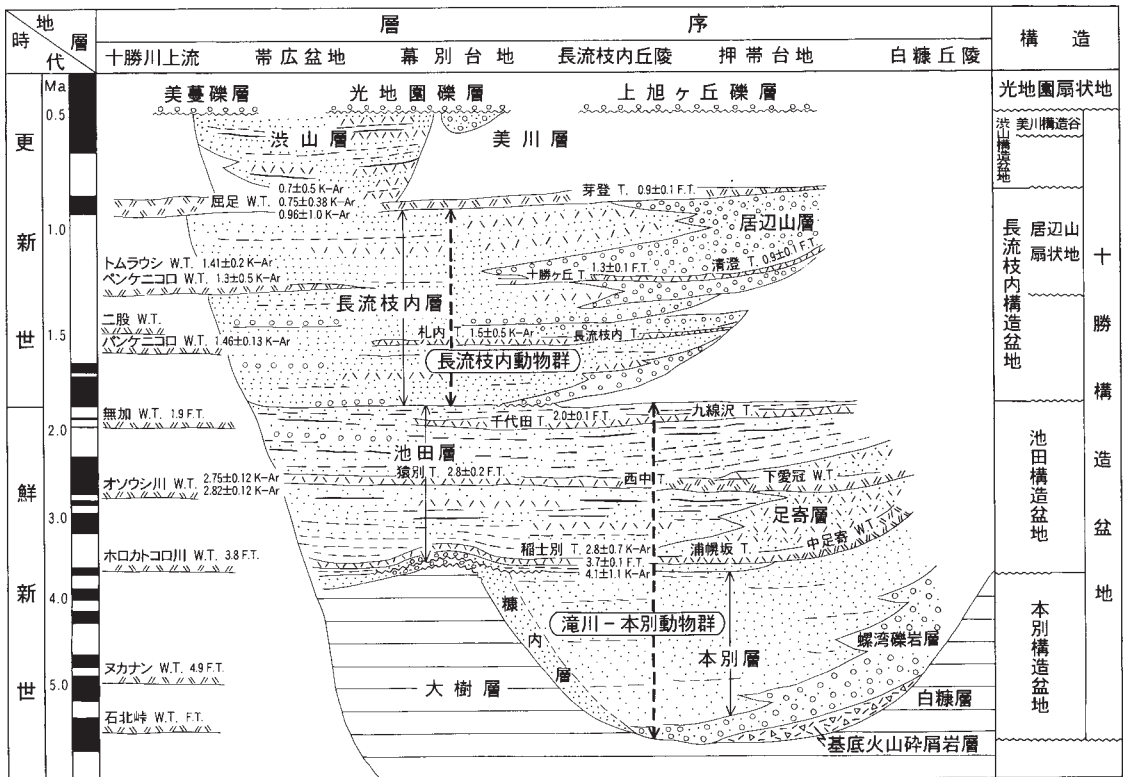 地層
時代
層序
構造
十勝川上流 帯広盆地 幕別台地 長流枝内丘陵 押帯台地 白糠丘陵
Ma
0.5
1.0
1.5
2.0
3.0
4.0
5.0
更新世
鮮新世
美蔓礫層 光地園礫層 上旭ヶ丘礫層
渋山層 美川層
0.7±0.5 K-Ar
屈足 W.T. 0.75±0.38 K-Ar
0.96±1.0 K-Ar
芽登 T. 0.9±0.1 F.T.
居辺山層
トムラウシ W.T. 1.41±0.2 K-Ar
ペンケニコロ W.T. 1.3±0.5 K-Ar
十勝ヶ丘 T. 1.3±0.1 F.T.
清澄 T. 0.9±0.1 F.T.
長流枝内層
二股 W.T.
パンケニコロ W.T. 1.46±0.13 K-Ar
札内 1.5±0.5 K-Ar
長流枝内 T.
長流枝内動物群
無加 W.T. 1.9 F.T.
千代田 T. 2.0±0.1 F.T.
九線沢 T.
池田層
猿別 T. 2.8±0.2 F.T.
オソウシ川 W.T. 2.75±0.12 K-Ar
2.82±0.12 K-Ar
西中 T.
下愛冠 W.T.
足寄層
中足寄 W.T.
ホロカトコロ川 W.T. 3.8 F.T.
稲士別 T. 2.8±0.7 K-Ar
3.7±0.1 F.T.
4.1±1.1 K-Ar
浦幌坂 T.
糠内層
滝川−本別動物群
本別層
螺湾礫岩層
ヌカナン W.T. 4.9 F.T.
大樹層
白糠層
石北峠 W.T. F.T.
基底火山砕屑岩層
光地園扇状地
渋山構造盆地
美川構造谷
長流枝内構造盆地
居辺山扇状地
池田構造盆地
本別構造盆地
十勝構造盆地